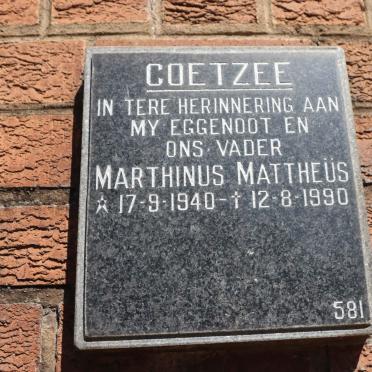 COETZEE
IN TERE HERINNERING AAN
MY EGGENOOT EN
ONS VADER
MARTHINUS MATTHEÜS
☆ 17-9-1940-✝ 12-8-1990
581